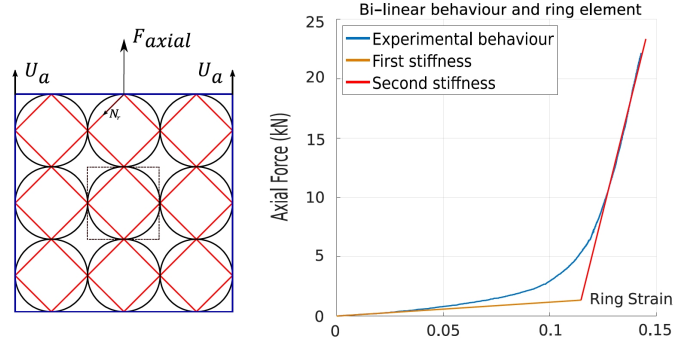 F_axial
U_a
U_a
N_r
Bi-linear behaviour and ring element
25
20
15
10
5
0
Axial Force (kN)
Experimental behaviour
First stiffness
Second stiffness
Ring Strain
0
0.05
0.1
0.15